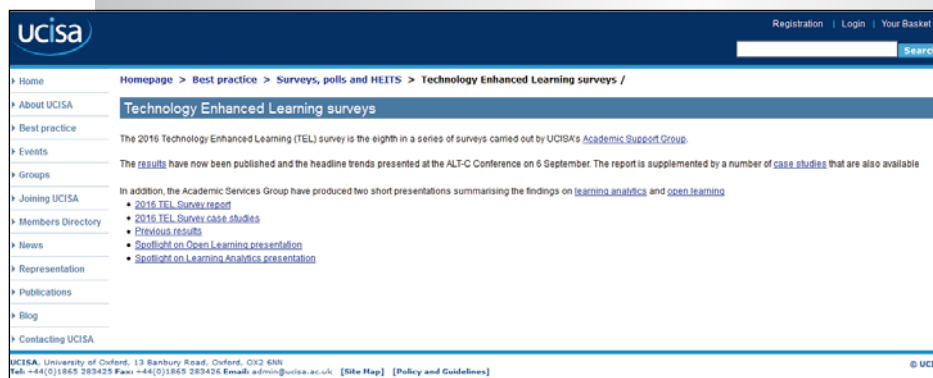 ucisa
Registration | Login | Your Basket
Search
Home
About UCISA
Best practice
Events
Groups
Joining UCISA
Members Directory
News
Representation
Publications
Blog
Contacting UCISA
Homepage > Best practice > Surveys, polls and HEITS > Technology Enhanced Learning surveys /
Technology Enhanced Learning surveys
The 2016 Technology Enhanced Learning (TEL) survey is the eighth in a series of surveys carried out by UCISA's Academic Support Group.
The results have now been published and the headline trends presented at the ALT-C Conference on 6 September. The report is supplemented by a number of case studies that are also available
In addition, the Academic Services Group have produced two short presentations summarising the findings on learning analytics and open learning
• 2016 TEL Survey report
• 2016 TEL Survey case studies
• Previous results
• Spotlight on Open Learning presentation
• Spotlight on Learning Analytics presentation
UCISA, University of Oxford, 13 Banbury Road, Oxford, OX2 6NN
Tel: +44(0)1865 283425 Fax: +44(0)1865 283426 Email: admin@ucisa.ac.uk [Site Map] [Policy and Guidelines]
© UCI